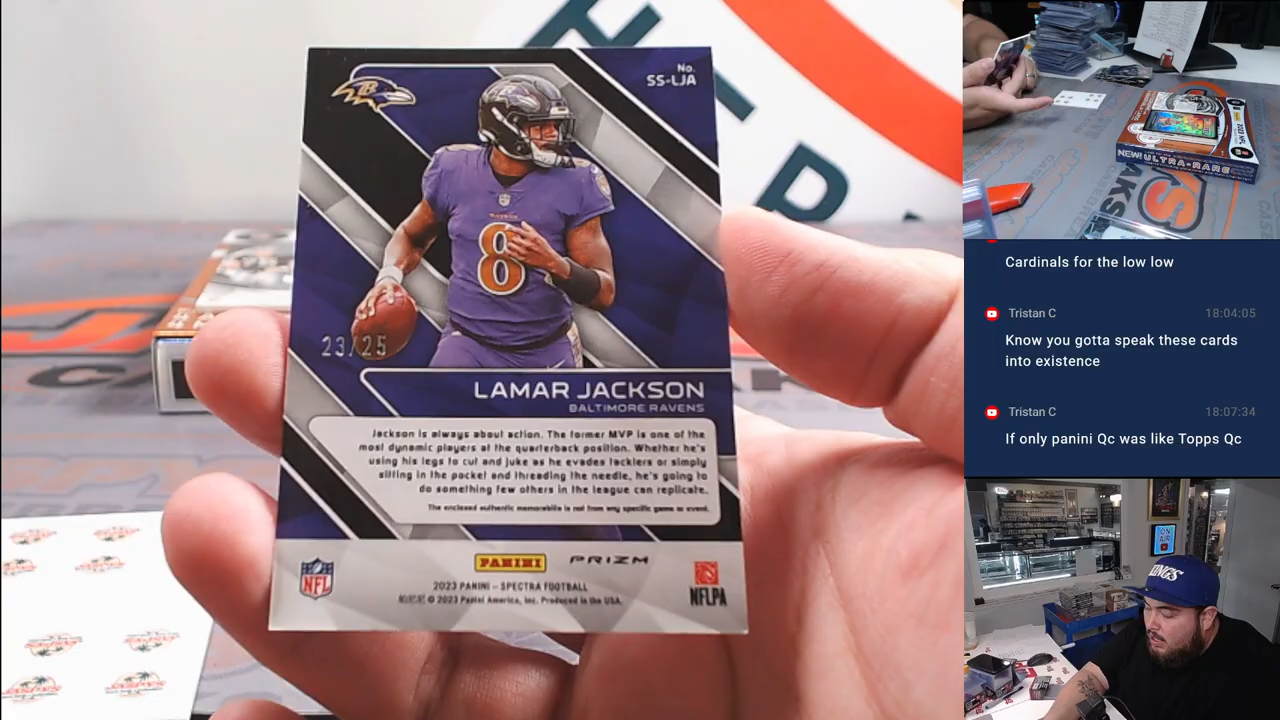 No.
SS-LJA
8
23/25
LAMAR JACKSON
BALTIMORE RAVENS
Jackson is always about action. The former MVP is one of the
most dynamic players at the quarterback position. Whether he's
using his legs to cut and juke as he evades tacklers or simply
sitting in the pocket and threading the needle, he's going to
do something few others in the league can replicate.
The enclosed authentic memorabilia is not from any specific game or event.
NFL
PANINI
PRIZM
2023 PANINI – SPECTRA FOOTBALL
© 2023 Panini America, Inc. Produced in the USA.
NFLPA
NEW! ULTRA-RARE
Cardinals for the low low
Tristan C 18:04:05
Know you gotta speak these cards
into existence
Tristan C 18:07:34
If only panini Qc was like Topps Qc
ON
AIR